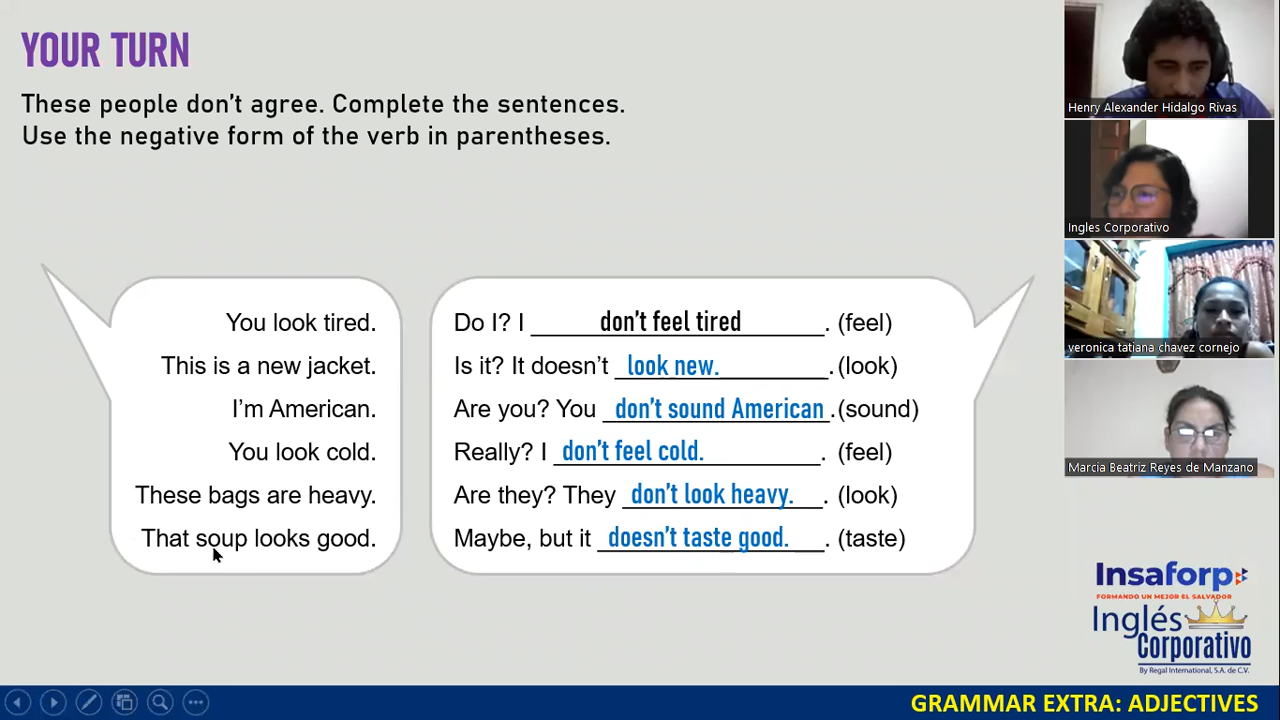 YOUR TURN
These people don't agree. Complete the sentences.
Use the negative form of the verb in parentheses.
You look tired.
This is a new jacket.
I'm American.
You look cold.
These bags are heavy.
That soup looks good.
Do I? I don't feel tired. (feel)
Is it? It doesn't look new. . (look)
Are you? You don't sound American . (sound)
Really? I don't feel cold. . (feel)
Are they? They don't look heavy. . (look)
Maybe, but it doesn't taste good. . (taste)
Henry Alexander Hidalgo Rivas
Ingles Corporativo
veronica tatiana chavez cornejo
Marcia Beatriz Reyes de Manzano
Insaforp
FORMANDO UN MEJOR EL SALVADOR
Inglés
Corporativo
By Regal International, S.A. de C.V.
GRAMMAR EXTRA: ADJECTIVES